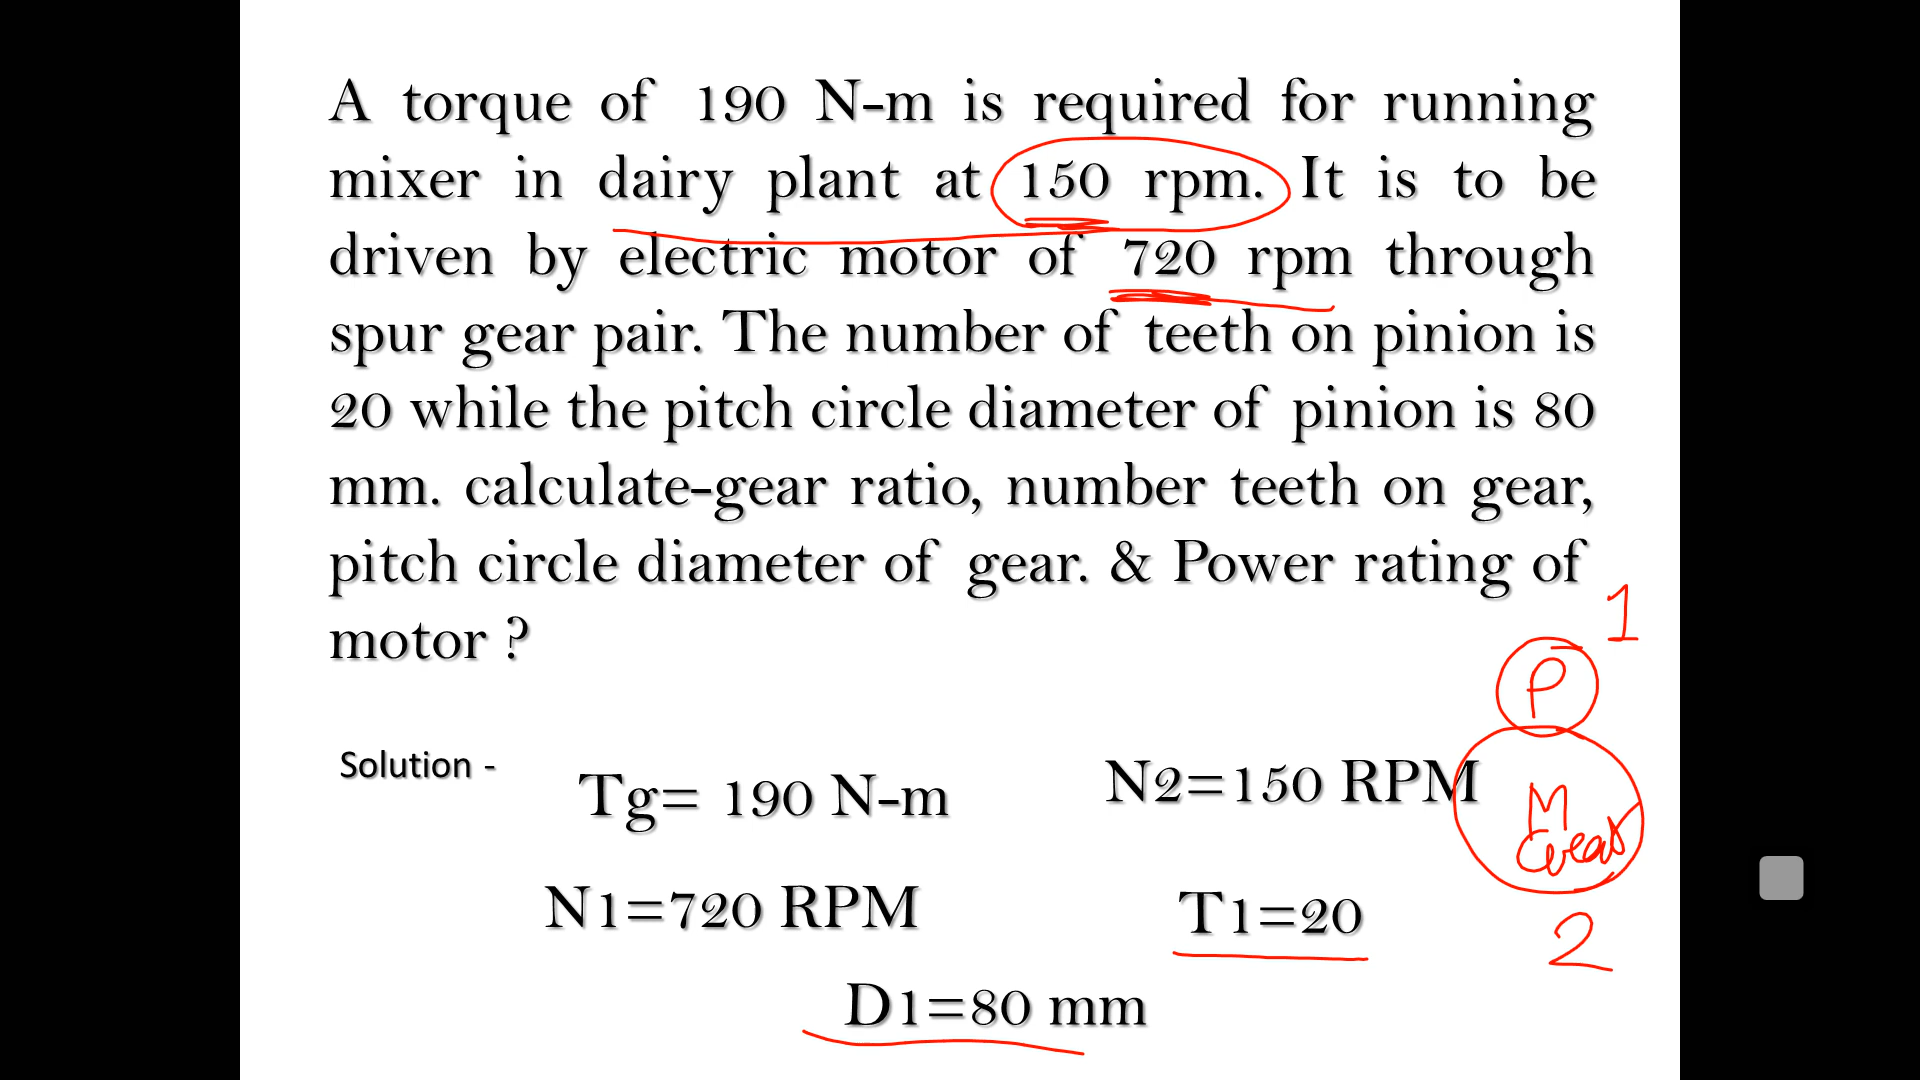 A torque of 190 N-m is required for running
mixer in dairy plant at 150 rpm. It is to be
driven by electric motor of 720 rpm through
spur gear pair. The number of teeth on pinion is
20 while the pitch circle diameter of pinion is 80
mm. calculate-gear ratio, number teeth on gear,
pitch circle diameter of gear. & Power rating of
motor ?
1
P
Solution -
Tg= 190 N-m
N2=150 RPM
M
Gear
N1=720 RPM
T1=20
2
D1=80 mm